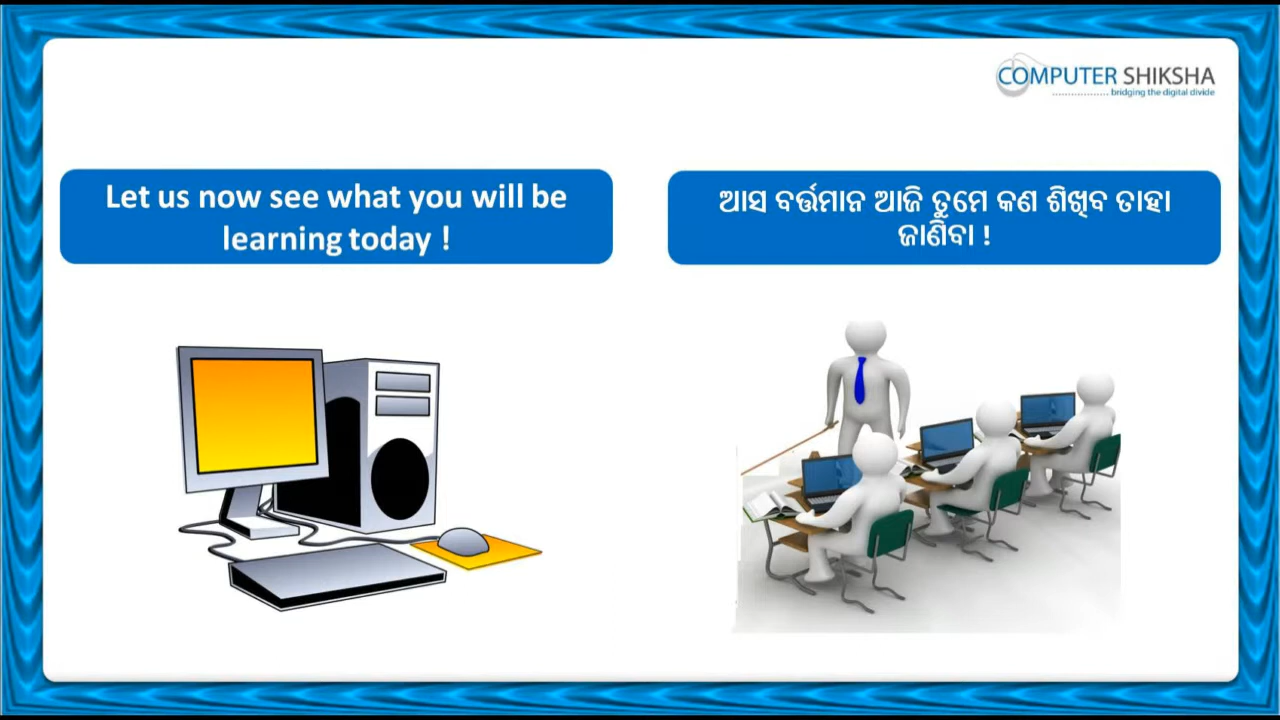 COMPUTER SHIKSHA
.................. bridging the digital divide
Let us now see what you will be
learning today !
ଆସ ବର୍ତ୍ତମାନ ଆଜି ତୁମେ କଣ ଶିଖିବ ତାହା
ଜାଣିବା !